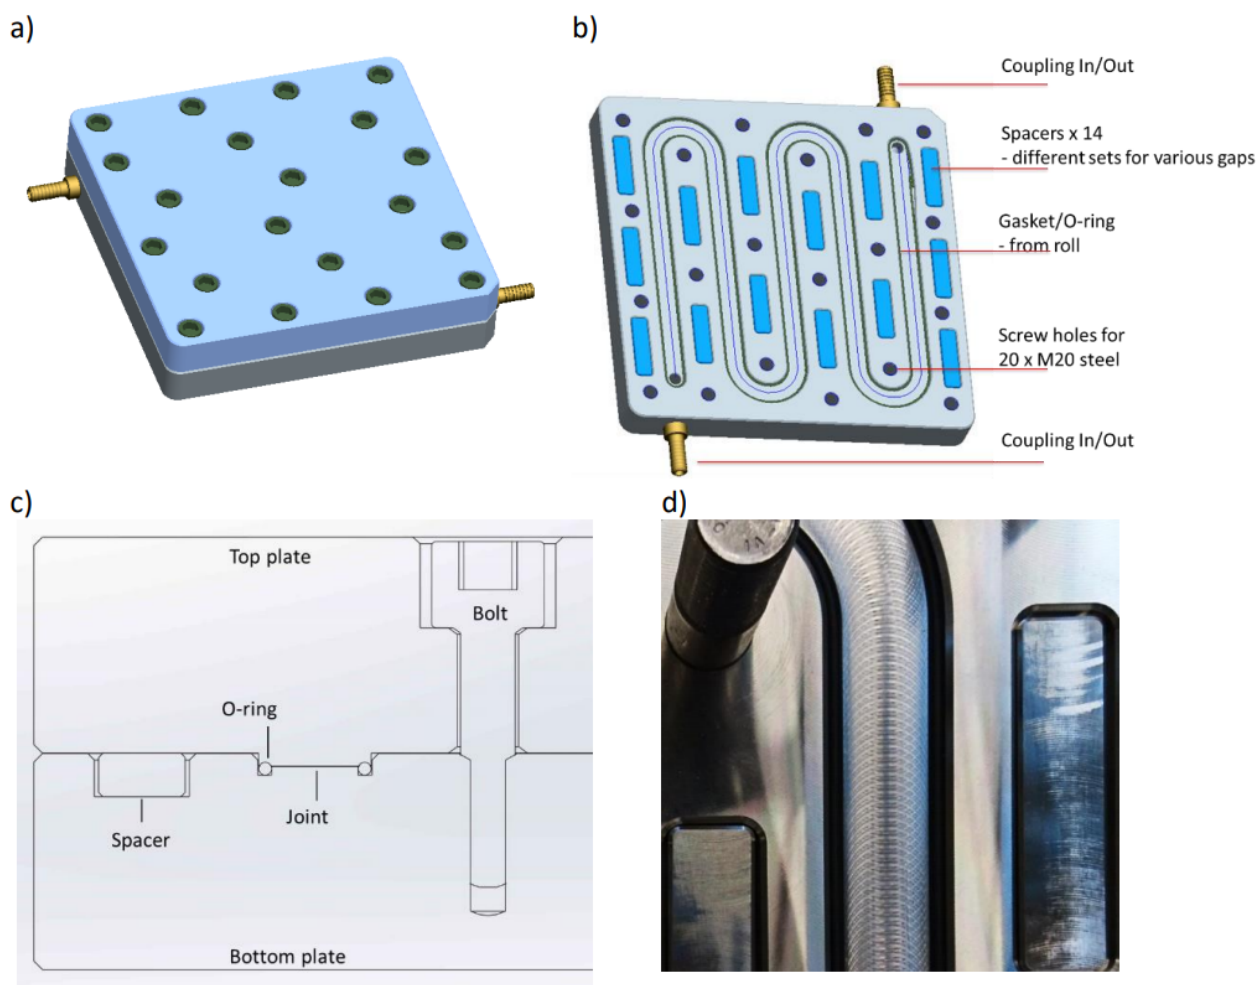 a)
b)
Coupling In/Out
Spacers x 14
- different sets for various gaps
Gasket/O-ring
- from roll
Screw holes for
20 x M20 steel
Coupling In/Out
c)
d)
Top plate
Bolt
O-ring
Joint
Spacer
Bottom plate